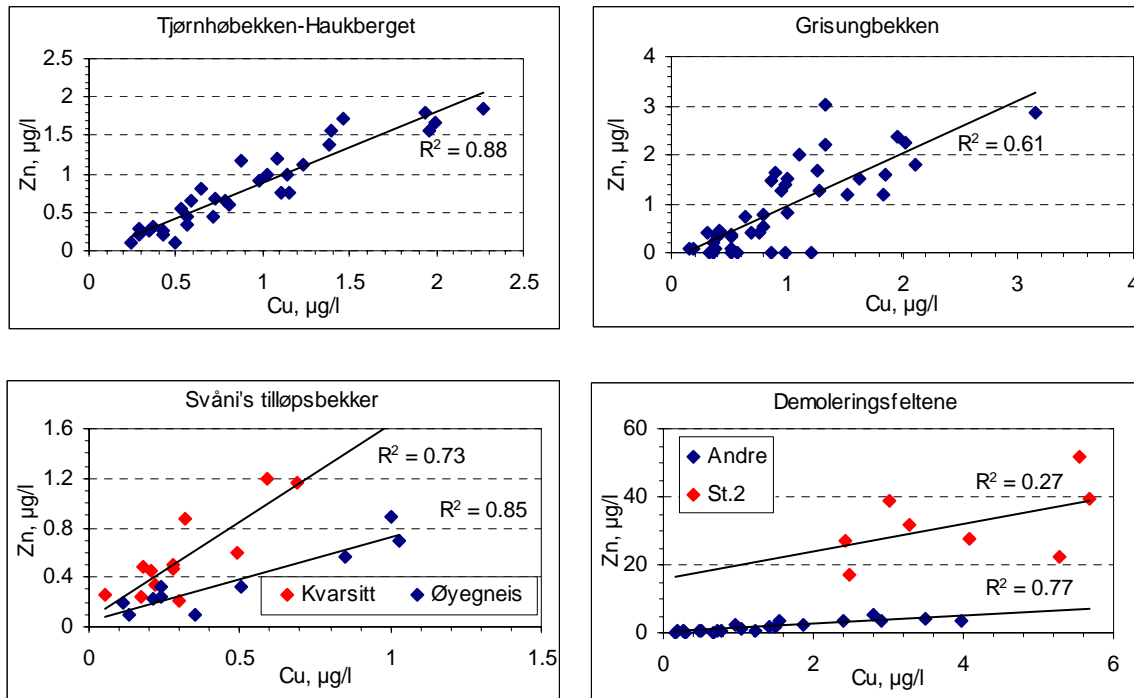 Tjørnhøbekken-Haukberget
2.5
2
1.5
1
0.5
0
0 0.5 1 1.5 2 2.5
Zn, µg/l
Cu, µg/l
R² = 0.88
Grisungbekken
4
3
2
1
0
0 1 2 3 4
Zn, µg/l
Cu, µg/l
R² = 0.61
Svåni's tilløpsbekker
1.6
1.2
0.8
0.4
0
0 0.5 1 1.5
Zn, µg/l
Cu, µg/l
R² = 0.73
R² = 0.85
Kvarsitt Øyegneis
Demoleringsfeltene
60
40
20
0
0 2 4 6
Zn, µg/l
Cu, µg/l
Andre
St.2
R² = 0.27
R² = 0.77